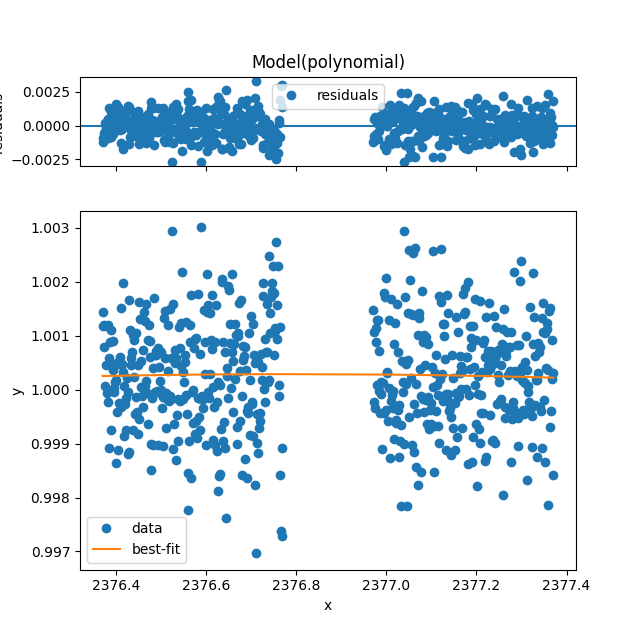 Model(polynomial)
residuals
0.0025
0.0000
−0.0025
residuals
1.003
1.002
1.001
1.000
0.999
0.998
0.997
y
data
best-fit
2376.4 2376.6 2376.8 2377.0 2377.2 2377.4
x